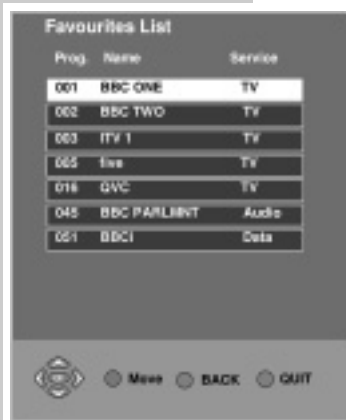 Favourites List
Prog. Name Service
001 BBC ONE TV
002 BBC TWO TV
003 ITV 1 TV
005 five TV
016 QVC TV
045 BBC PARLMNT Audio
051 BBCi Data
Move BACK QUIT